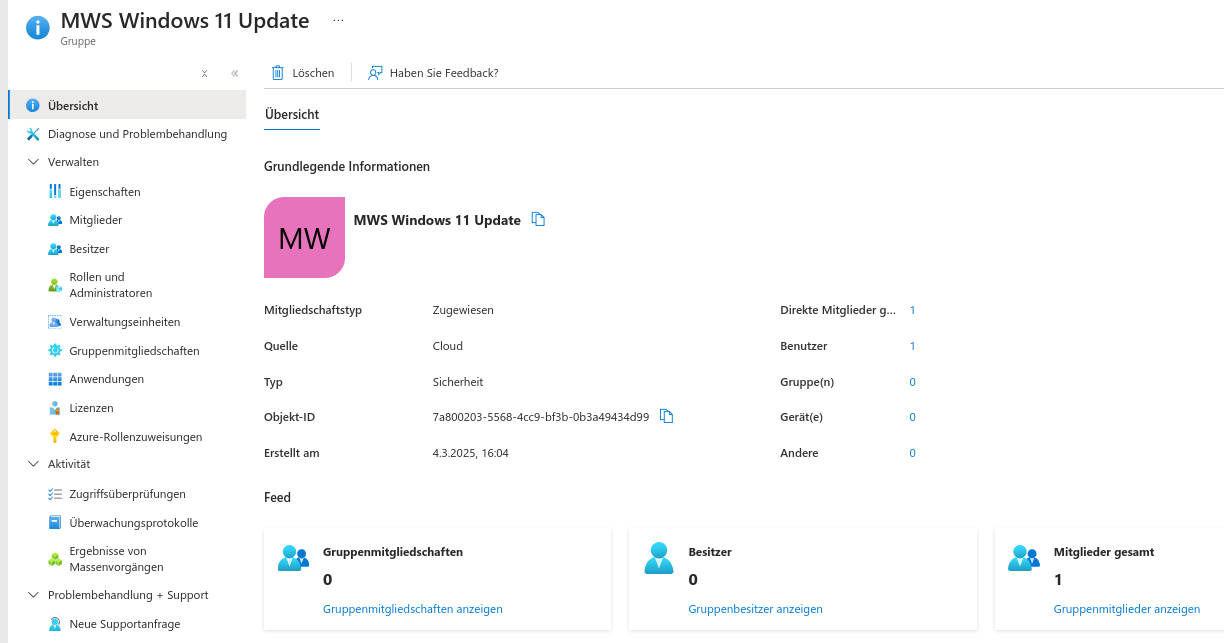 MWS Windows 11 Update ...
Gruppe
Löschen
Haben Sie Feedback?
Übersicht
Diagnose und Problembehandlung
Verwalten
Eigenschaften
Mitglieder
Besitzer
Rollen und
Administratoren
Verwaltungseinheiten
Gruppenmitgliedschaften
Anwendungen
Lizenzen
Azure-Rollenzuweisungen
Aktivität
Zugriffsüberprüfungen
Überwachungsprotokolle
Ergebnisse von
Massenvorgängen
Problembehandlung + Support
Neue Supportanfrage
Übersicht
Grundlegende Informationen
MW
MWS Windows 11 Update
Mitgliedschaftstyp Zugewiesen Direkte Mitglieder g... 1
Quelle Cloud Benutzer 1
Typ Sicherheit Gruppe(n) 0
Objekt-ID 7a800203-5568-4cc9-bf3b-0b3a49434d99 Gerät(e) 0
Erstellt am 4.3.2025, 16:04 Andere 0
Feed
Gruppenmitgliedschaften
0
Gruppenmitgliedschaften anzeigen
Besitzer
0
Gruppenbesitzer anzeigen
Mitglieder gesamt
1
Gruppenmitglieder anzeigen